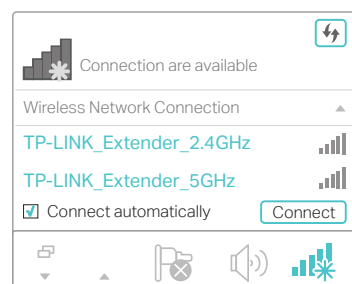 Connection are available
Wireless Network Connection
TP-LINK_Extender_2.4GHz
TP-LINK_Extender_5GHz
Connect automatically Connect